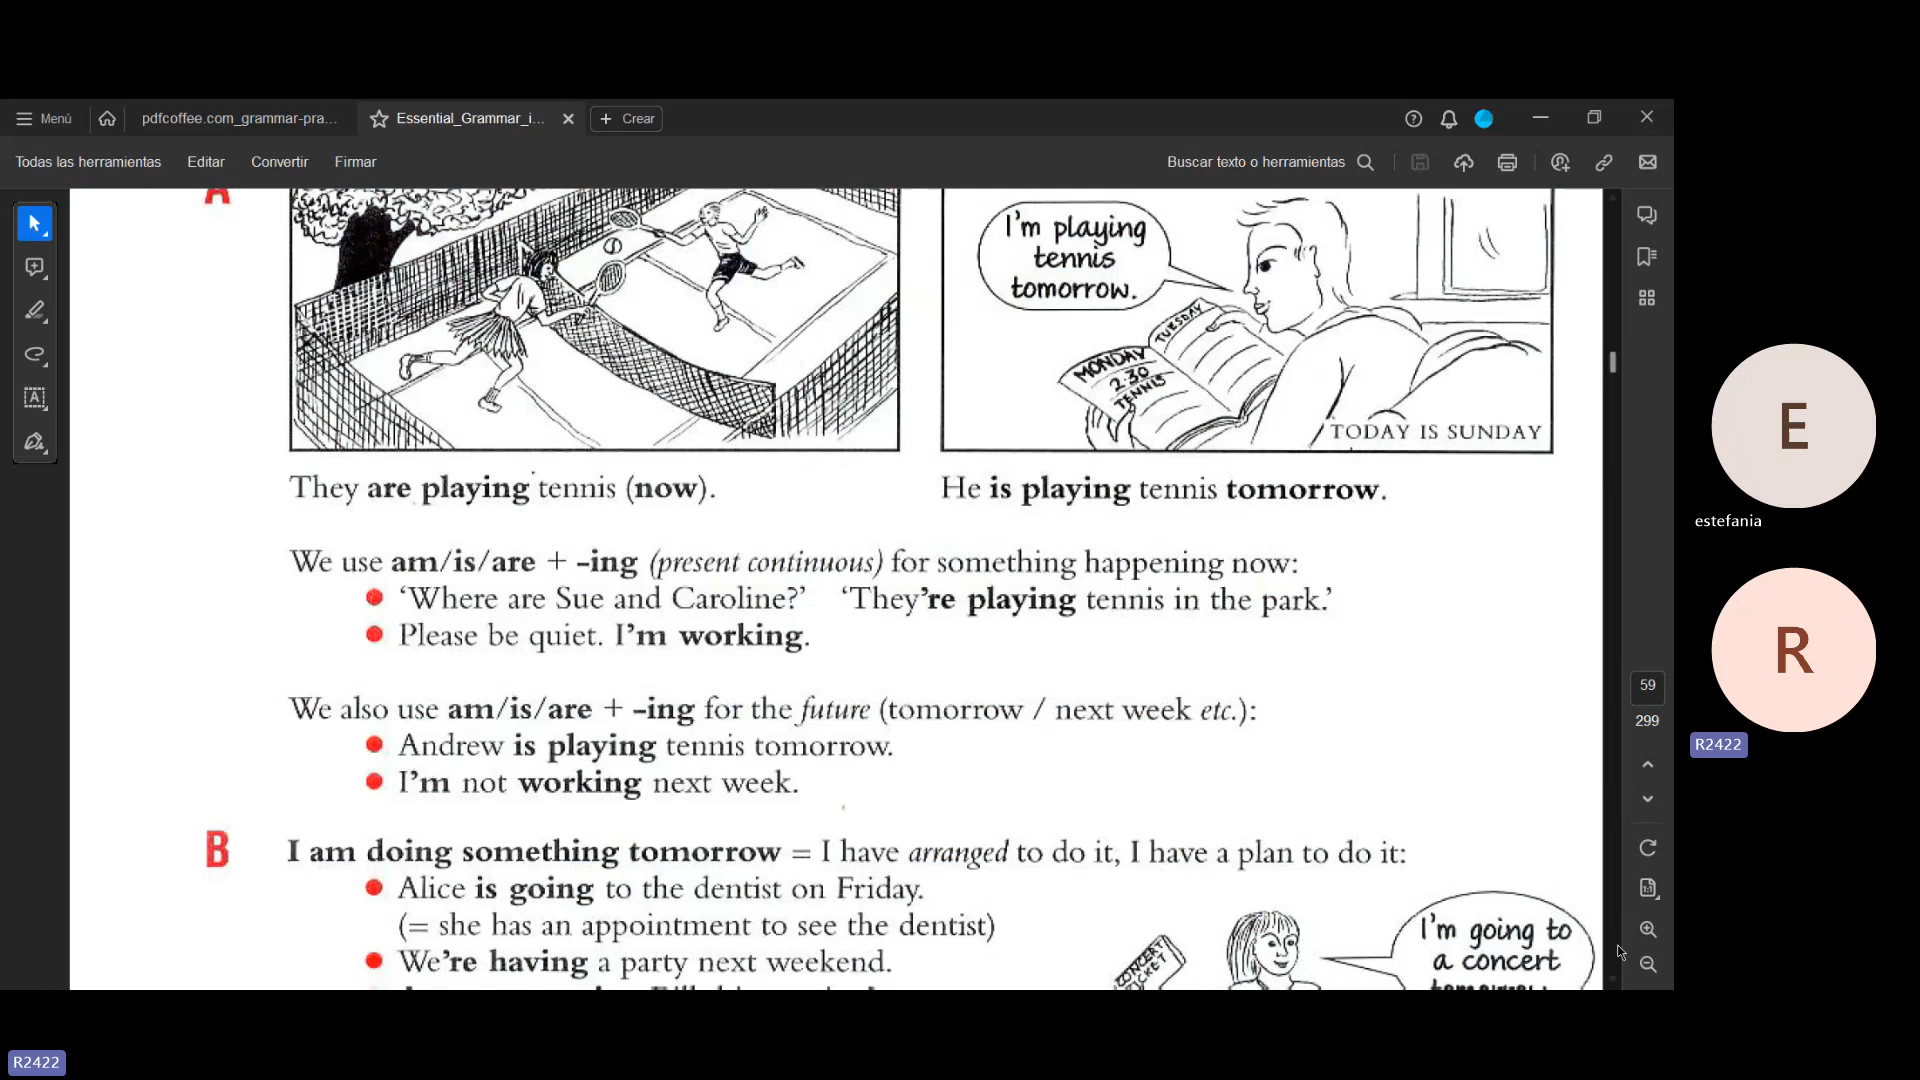 Menú
pdfcoffee.com_grammar-pra...
Essential_Grammar_i...
Crear
Todas las herramientas
Editar
Convertir
Firmar
Buscar texto o herramientas
A
I'm playing
tennis
tomorrow.
MONDAY
2.30
TENNIS
TUESDAY
TODAY IS SUNDAY
They are playing tennis (now).
He is playing tennis tomorrow.
We use am/is/are + -ing (present continuous) for something happening now:
'Where are Sue and Caroline?' 'They're playing tennis in the park.'
Please be quiet. I'm working.
We also use am/is/are + -ing for the future (tomorrow / next week etc.):
Andrew is playing tennis tomorrow.
I'm not working next week.
B
I am doing something tomorrow = I have arranged to do it, I have a plan to do it:
Alice is going to the dentist on Friday.
(= she has an appointment to see the dentist)
We're having a party next weekend.
CONCERT
TICKET
I'm going to
a concert
59
299
E
estefania
R
R2422
R2422